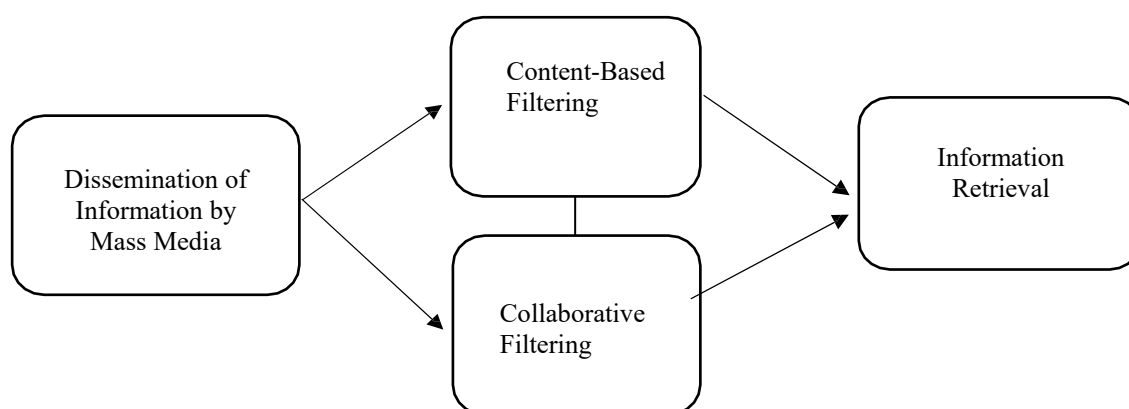 Dissemination of
Information by
Mass Media
Content-Based
Filtering
Collaborative
Filtering
Information
Retrieval